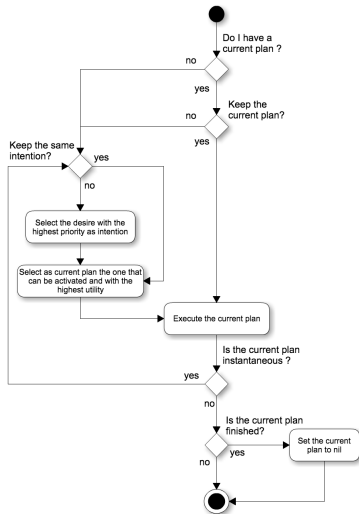 Do I have a
current plan ?
no
yes
Keep the
current plan?
no
yes
Keep the same
intention?
yes
no
Select the desire with the
highest priority as intention
Select as current plan the one that
can be activated and with the
highest utility
Execute the current plan
Is the current plan
instantaneous ?
yes
no
Is the current plan
finished?
yes
no
Set the current
plan to nil